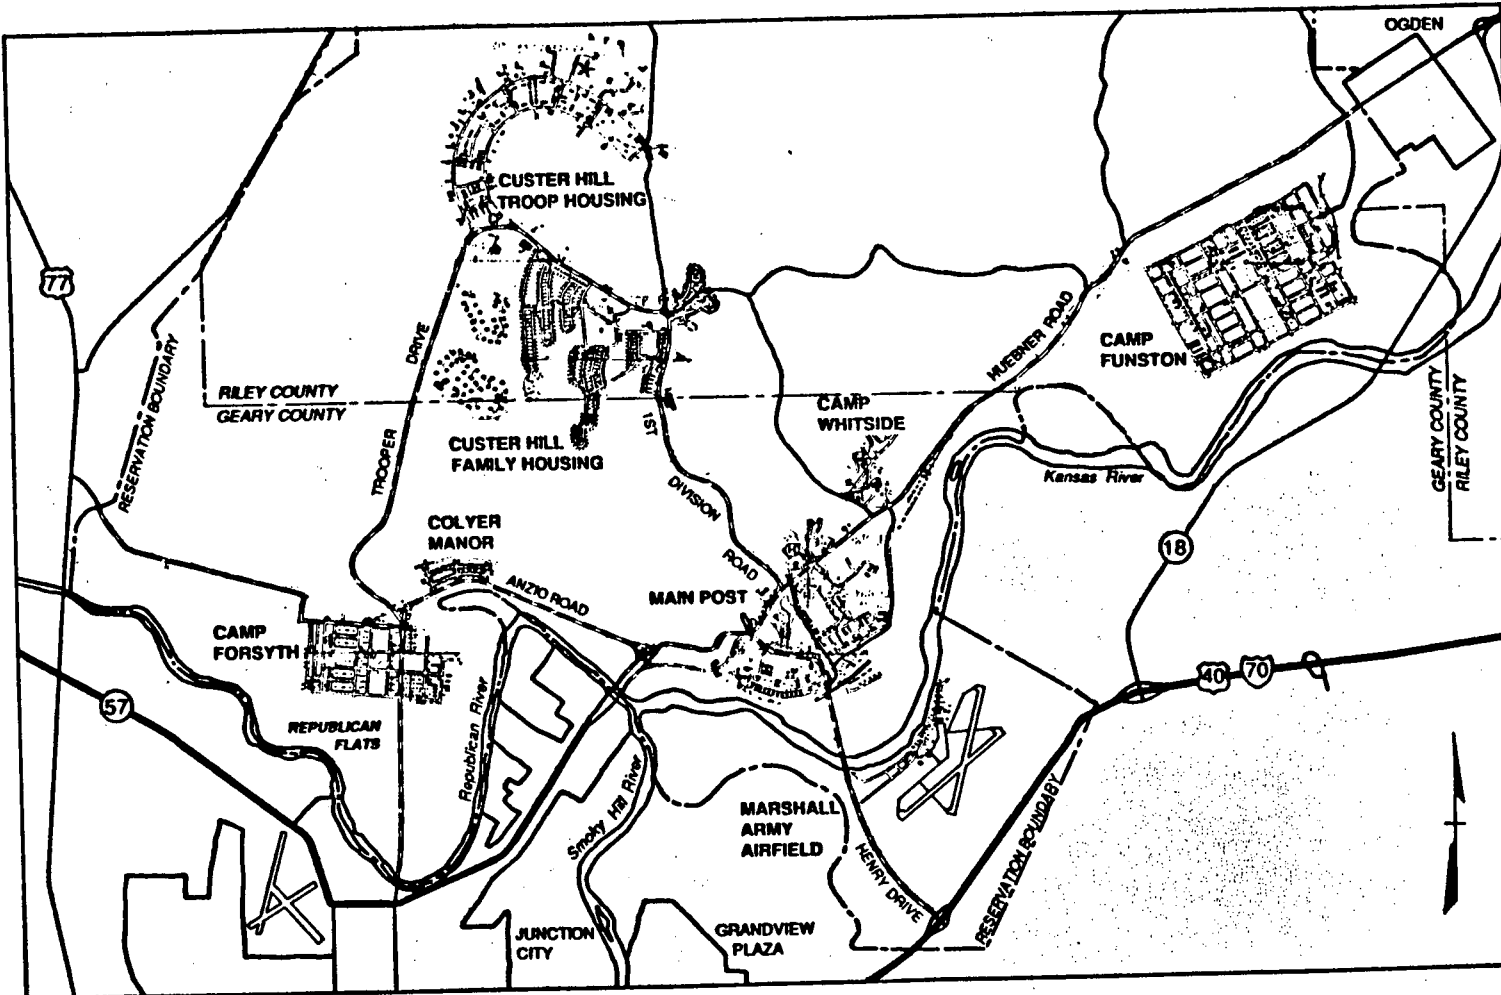 OGDEN
CUSTER HILL
TROOP HOUSING
77
RESERVATION BOUNDARY
DRIVE
TROOPER
RILEY COUNTY
GEARY COUNTY
HUEBNER ROAD
CAMP
FUNSTON
CAMP
WHITSIDE
1ST
DIVISION
ROAD
CUSTER HILL
FAMILY HOUSING
Kansas River
GEARY COUNTY
RILEY COUNTY
COLYER
MANOR
18
ANZIO ROAD
MAIN POST
CAMP
FORSYTH
40
70
57
REPUBLICAN
FLATS
Republican River
Smoky Hill River
MARSHALL
ARMY
AIRFIELD
HENRY DRIVE
RESERVATION BOUNDARY
JUNCTION
CITY
GRANDVIEW
PLAZA